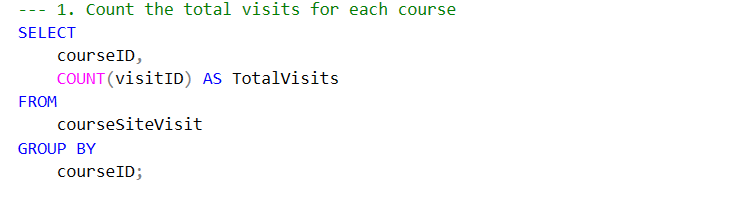 --- 1. Count the total visits for each course
SELECT
    courseID,
    COUNT(visitID) AS TotalVisits
FROM
    courseSiteVisit
GROUP BY
    courseID;